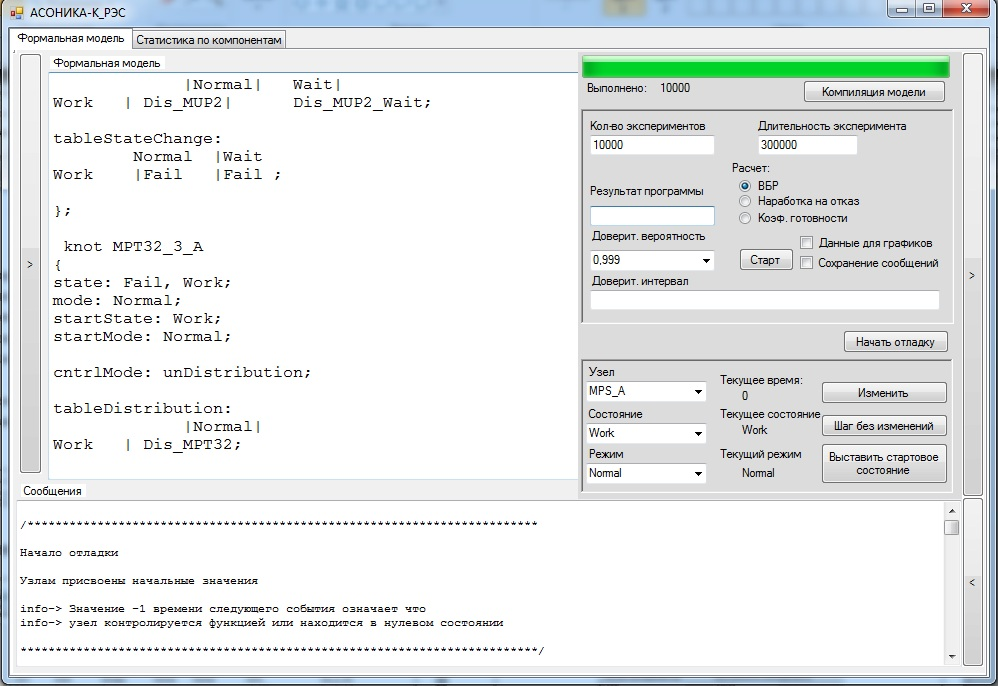 АСОНИКА-К_РЭС
Формальная модель
Статистика по компонентам
Формальная модель
|Normal| Wait|
Work | Dis_MUP2| Dis_MUP2_Wait;
tableStateChange:
Normal |Wait
Work |Fail |Fail ;
};
knot MPT32_3_A
{
state: Fail, Work;
mode: Normal;
startState: Work;
startMode: Normal;
cntrlMode: unDistribution;
tableDistribution:
|Normal|
Work | Dis_MPT32;
>
Выполнено: 10000
Компиляция модели
Кол-во экспериментов
10000
Длительность эксперимента
300000
Расчет:
ВБР
Наработка на отказ
Коэф. готовности
Результат программы
Доверит. вероятность
0,999
Старт
Данные для графиков
Сохранение сообщений
Доверит. интервал
>
Начать отладку
Узел
MPS_A
Текущее время:
0
Изменить
Состояние
Work
Текущее состояние
Work
Шаг без изменений
Режим
Normal
Текущий режим
Normal
Выставить стартовое
состояние
Сообщения
/*************************************************************************
Начало отладки
Узлам присвоены начальные значения
info-> Значение -1 времени следующего события означает что
info-> узел контролируется функцией или находится в нулевом состоянии
**************************************************************************/
<